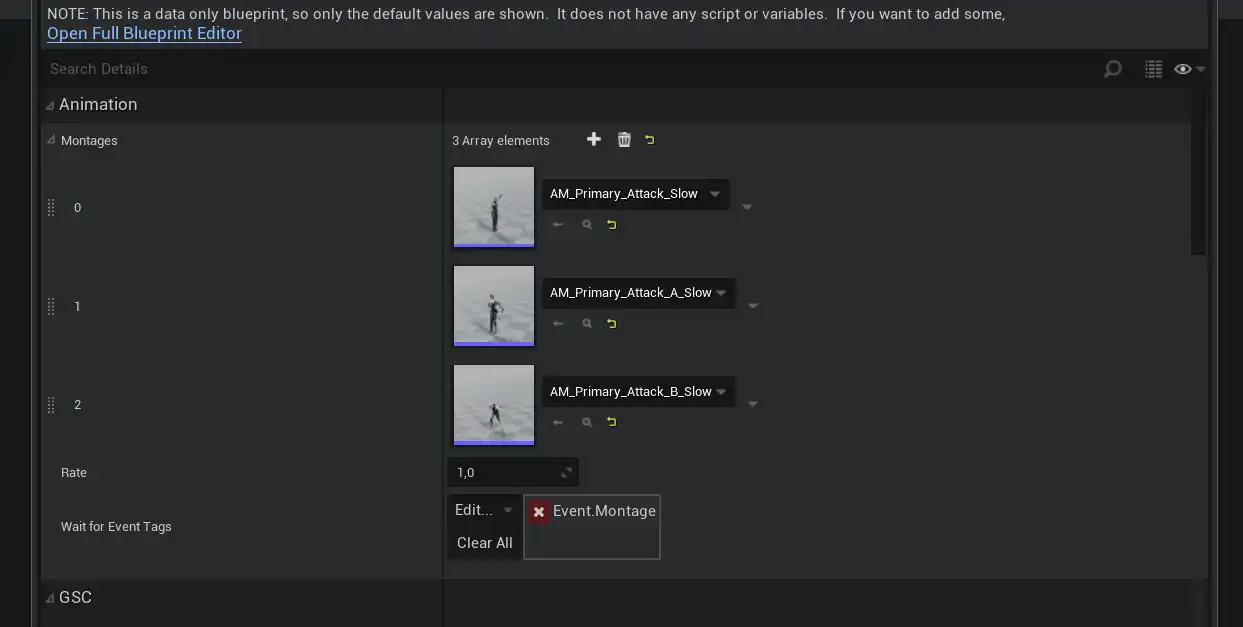 NOTE: This is a data only blueprint, so only the default values are shown.  It does not have any script or variables.  If you want to add some,
Open Full Blueprint Editor
Search Details
Animation
Montages
3 Array elements
0
AM_Primary_Attack_Slow
1
AM_Primary_Attack_A_Slow
2
AM_Primary_Attack_B_Slow
Rate
1,0
Wait for Event Tags
Edit...
Event.Montage
Clear All
GSC